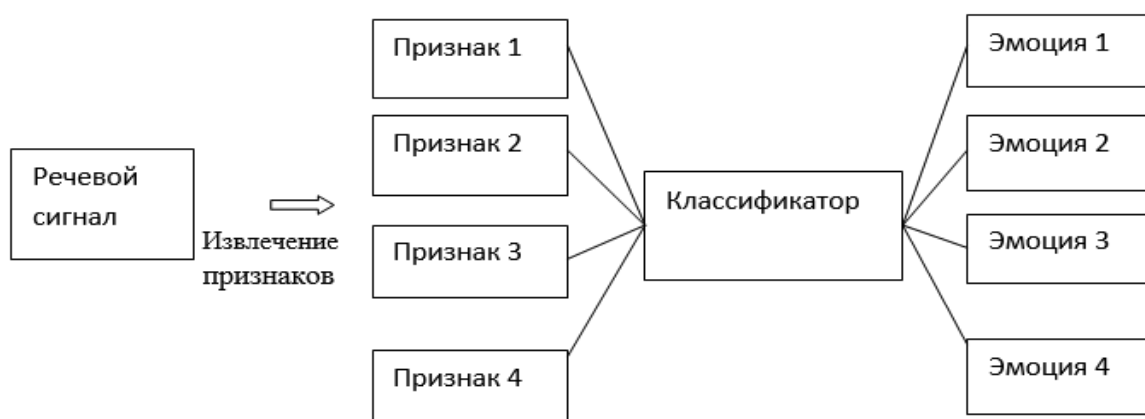 Речевой
сигнал
Извлечение
признаков
Признак 1
Признак 2
Признак 3
Признак 4
Классификатор
Эмоция 1
Эмоция 2
Эмоция 3
Эмоция 4